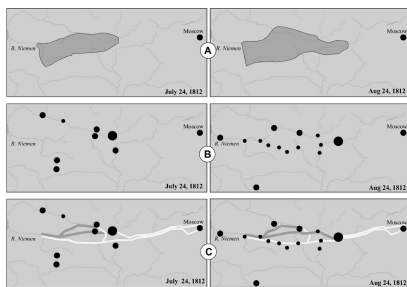 Moscow
R. Niemen
July 24, 1812
Moscow
R. Niemen
Aug 24, 1812
A
Moscow
R. Niemen
July 24, 1812
Moscow
R. Niemen
Aug 24, 1812
B
Moscow
R. Niemen
July 24, 1812
Moscow
R. Niemen
Aug 24, 1812
C